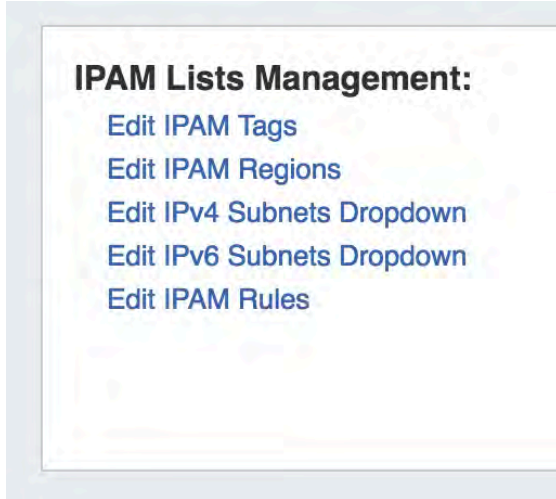 IPAM Lists Management:
Edit IPAM Tags
Edit IPAM Regions
Edit IPv4 Subnets Dropdown
Edit IPv6 Subnets Dropdown
Edit IPAM Rules